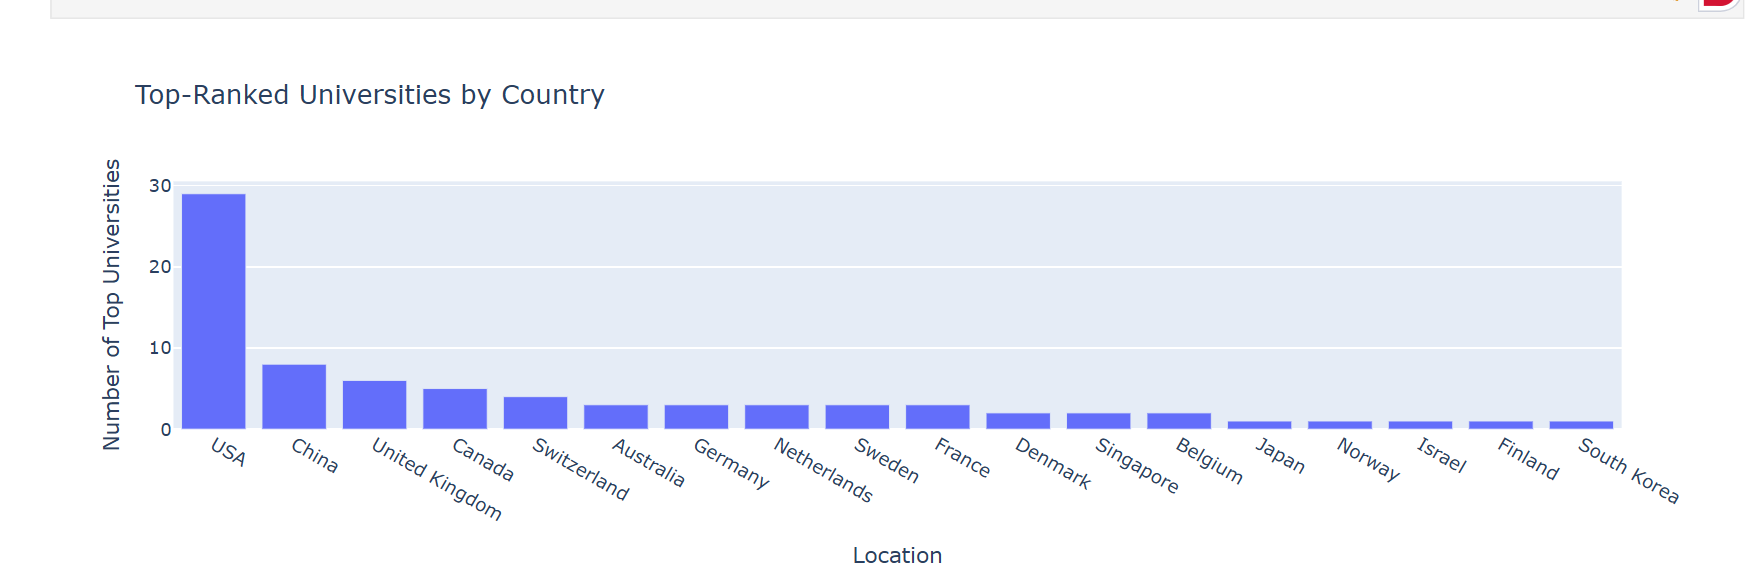 Top-Ranked Universities by Country
Number of Top Universities
30
20
10
0
USA
China
United Kingdom
Canada
Switzerland
Australia
Germany
Netherlands
Sweden
France
Denmark
Singapore
Belgium
Japan
Norway
Israel
Finland
South Korea
Location